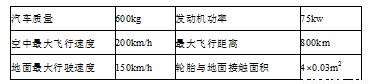 汽车质量 600kg 发动机功率 75kw
空中最大飞行速度 200km/h 最大飞行距离 800km
地面最大行驶速度 150km/h 轮胎与地面接触面积 4×0.03m²